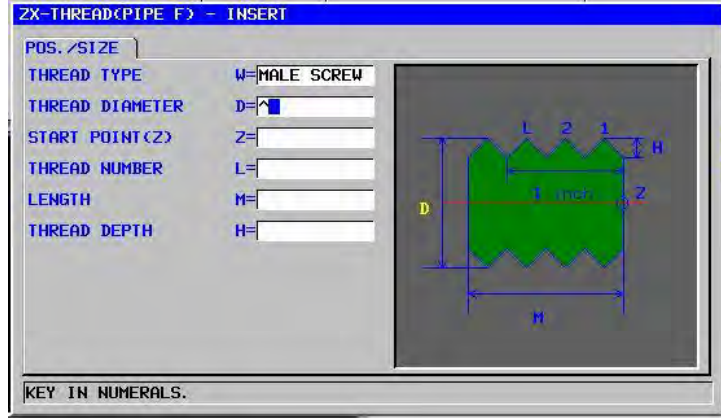 ZX-THREAD(PIPE F) - INSERT
POS./SIZE
THREAD TYPE W=MALE SCREW
THREAD DIAMETER D=^
START POINT(Z) Z=
THREAD NUMBER L=
LENGTH M=
THREAD DEPTH H=
L 2 1
H
1 inch Z
D
M
KEY IN NUMERALS.